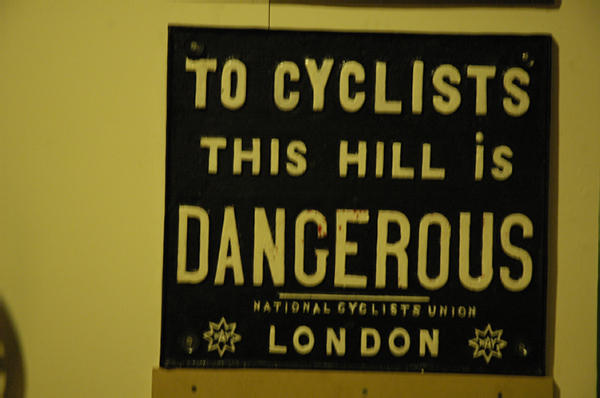 TO CYCLISTS
THIS HILL iS
DANGEROUS
NATIONAL CYCLISTS UNION
LONDON